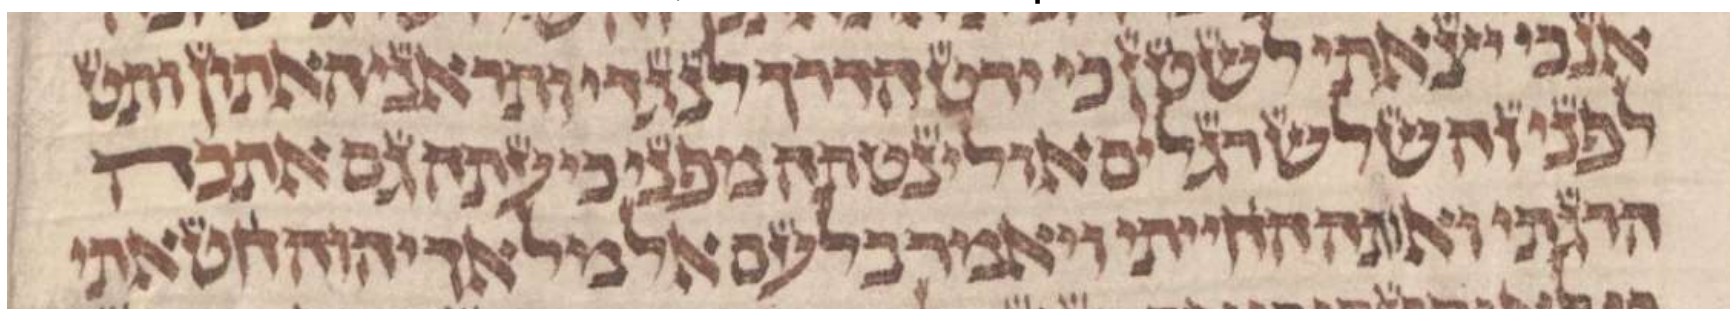 אנכי יצאתי לשטן כי ירט הדרך לנגדי ותראני האתון ותט
לפני זה שלש רגלים אולי נטתה מפני כי עתה גם אתכה
הרגתי ואותה החייתי ויאמר בלעם אל מלאך יהוה חטאתי